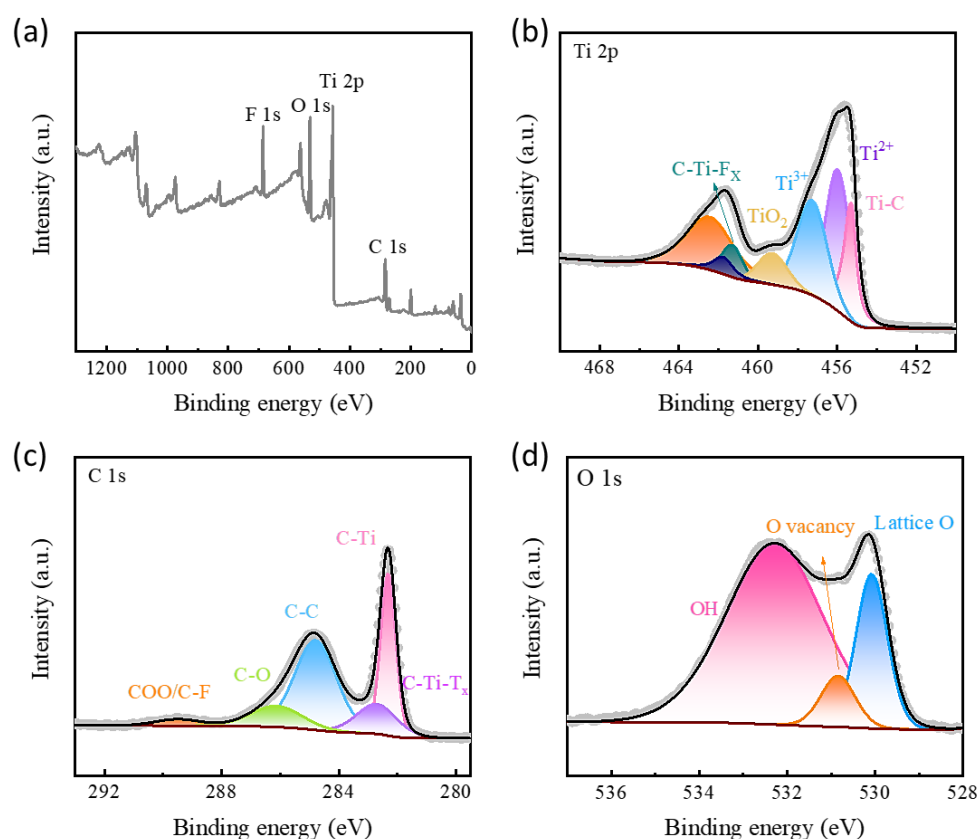 (a)
Ti 2p
O 1s
F 1s
C 1s
Intensity (a.u.)
1200 1000 800 600 400 200 0
Binding energy (eV)
(b)
Ti 2p
C-Ti-F_X
TiO₂
Ti³⁺
Ti²⁺
Ti-C
Intensity (a.u.)
468 464 460 456 452
Binding energy (eV)
(c)
C 1s
C-Ti
C-C
C-O
COO/C-F
C-Ti-Tₓ
Intensity (a.u.)
292 288 284 280
Binding energy (eV)
(d)
O 1s
O vacancy
Lattice O
OH
Intensity (a.u.)
536 534 532 530 528
Binding energy (eV)